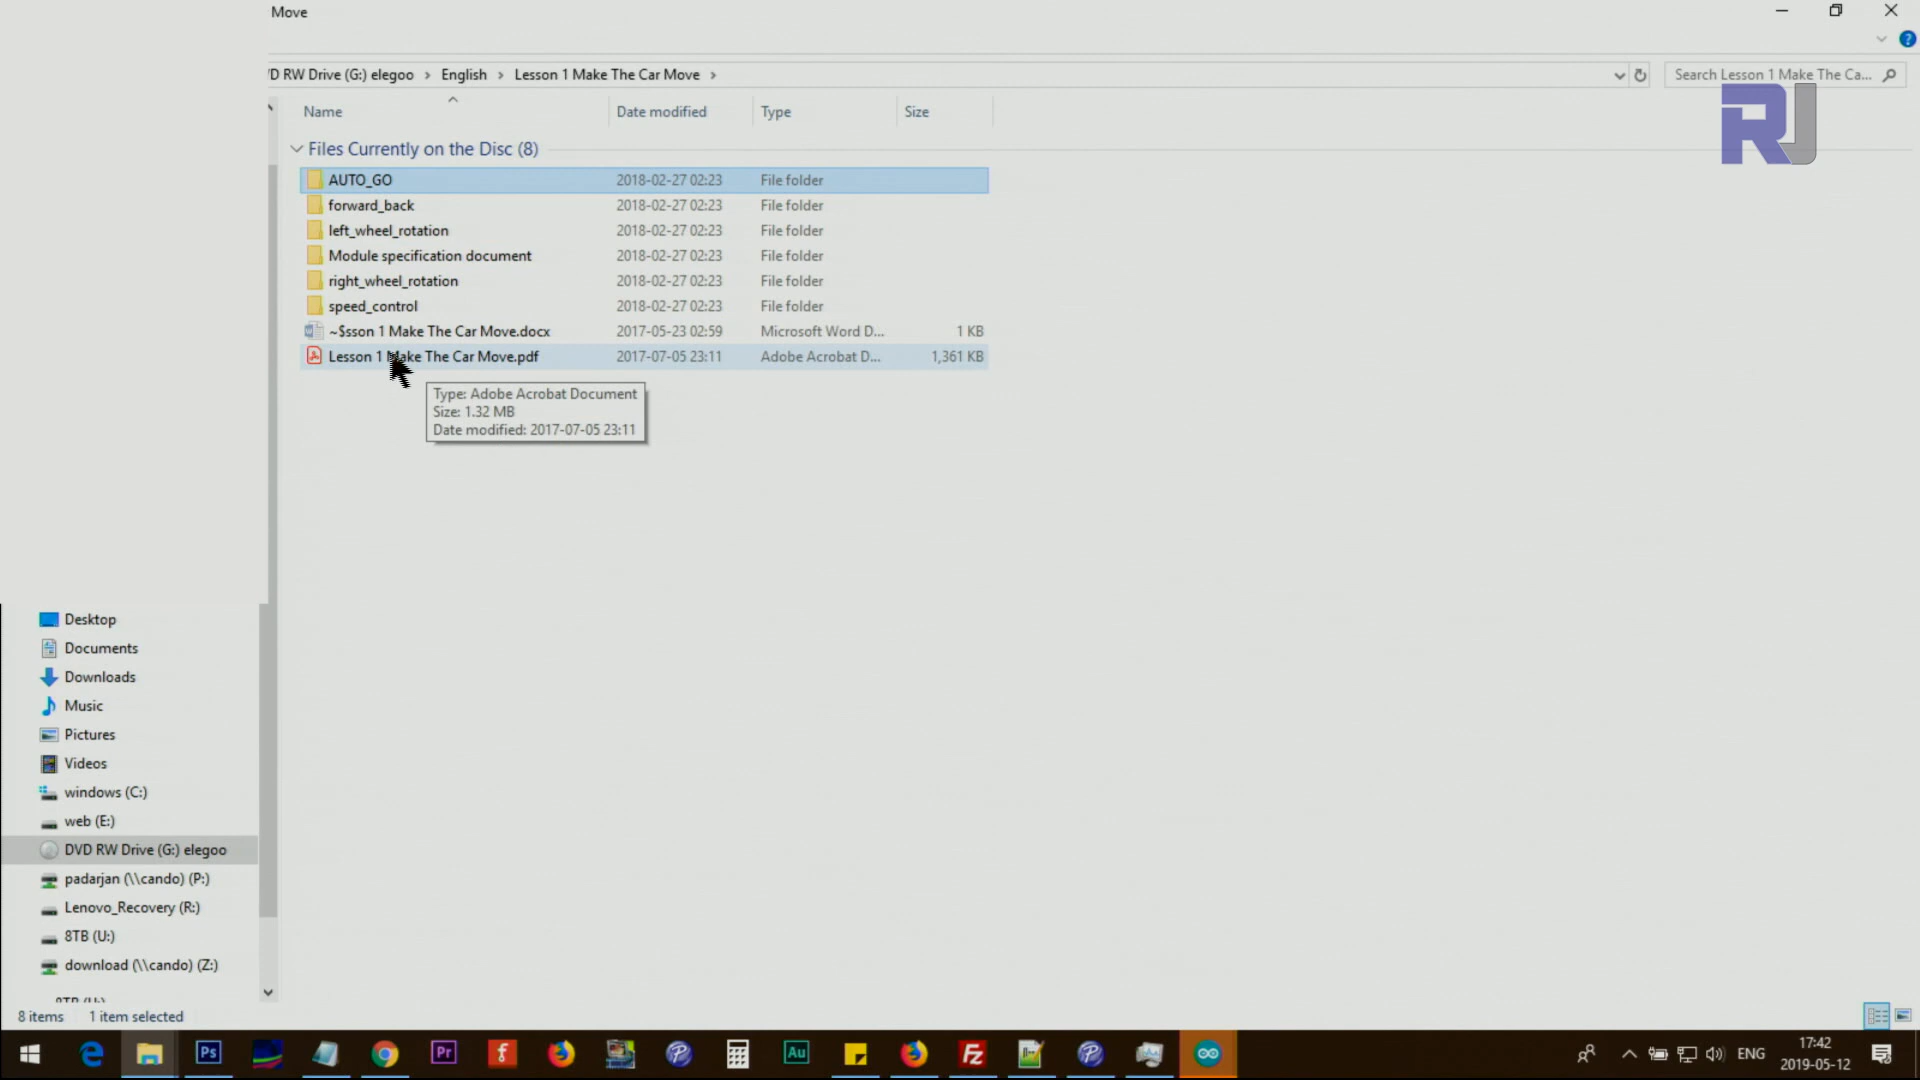 Move
D RW Drive (G:) elegoo › English › Lesson 1 Make The Car Move ›
Search Lesson 1 Make The Ca...
RJ
Name Date modified Type Size
Files Currently on the Disc (8)
AUTO_GO 2018-02-27 02:23 File folder
forward_back 2018-02-27 02:23 File folder
left_wheel_rotation 2018-02-27 02:23 File folder
Module specification document 2018-02-27 02:23 File folder
right_wheel_rotation 2018-02-27 02:23 File folder
speed_control 2018-02-27 02:23 File folder
~$sson 1 Make The Car Move.docx 2017-05-23 02:59 Microsoft Word D... 1 KB
Lesson 1 Make The Car Move.pdf 2017-07-05 23:11 Adobe Acrobat D... 1,361 KB
Type: Adobe Acrobat Document
Size: 1.32 MB
Date modified: 2017-07-05 23:11
Desktop
Documents
Downloads
Music
Pictures
Videos
windows (C:)
web (E:)
DVD RW Drive (G:) elegoo
padarjan (\\cando) (P:)
Lenovo_Recovery (R:)
8TB (U:)
download (\\cando) (Z:)
8 items 1 item selected
Ps Pr f Au Fz ENG
17:42
2019-05-12